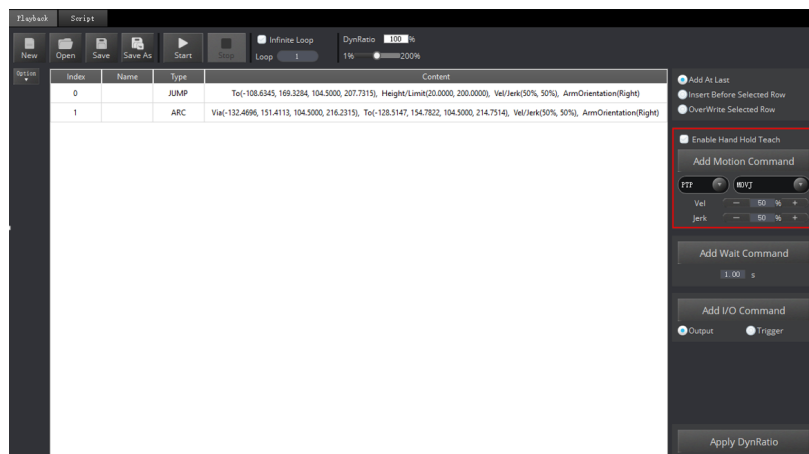 Playback Script
New Open Save Save As Start Stop Infinite Loop Loop 1 DynRatio 100 % 1% 200%
Option
Index Name Type Content
0 JUMP To(-108.6345, 169.3284, 104.5000, 207.7315), Height/Limit(20.0000, 200.0000), Vel/Jerk(50%, 50%), ArmOrientation(Right)
1 ARC Via(-132.4696, 151.4113, 104.5000, 216.2315), To(-128.5147, 154.7822, 104.5000, 214.7514), Vel/Jerk(50%, 50%), ArmOrientation(Right)
Add At Last
Insert Before Selected Row
OverWrite Selected Row
Enable Hand Hold Teach
Add Motion Command
PTP MOVJ
Vel − 50 % +
Jerk − 50 % +
Add Wait Command
1.00 s
Add I/O Command
Output Trigger
Apply DynRatio